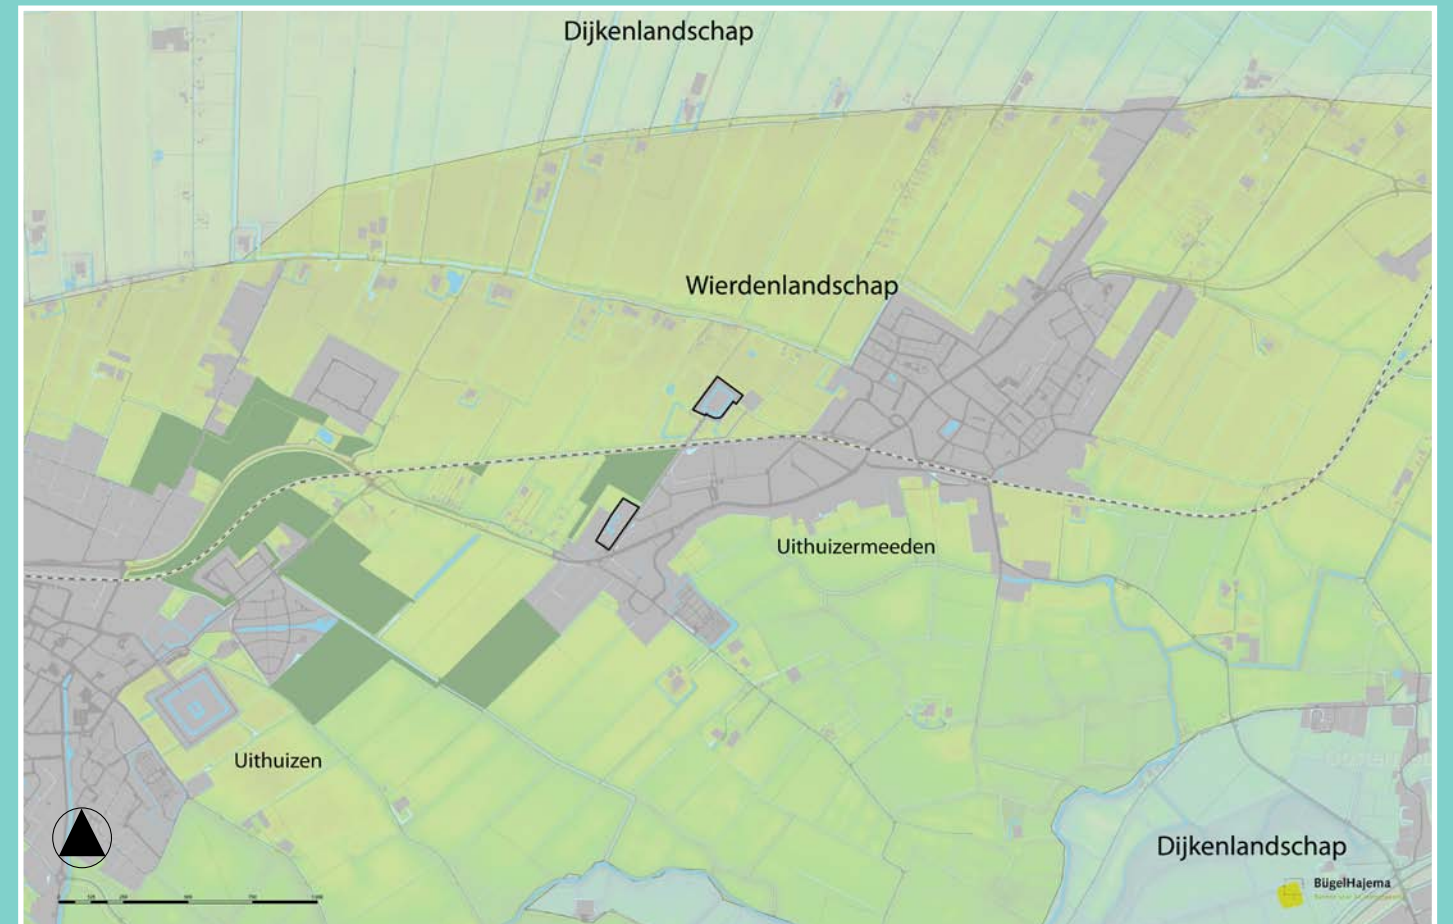 Dijkenlandschap
Wierdenlandschap
Uithuizermeeden
Uithuizen
Dijkenlandschap
BügelHajema